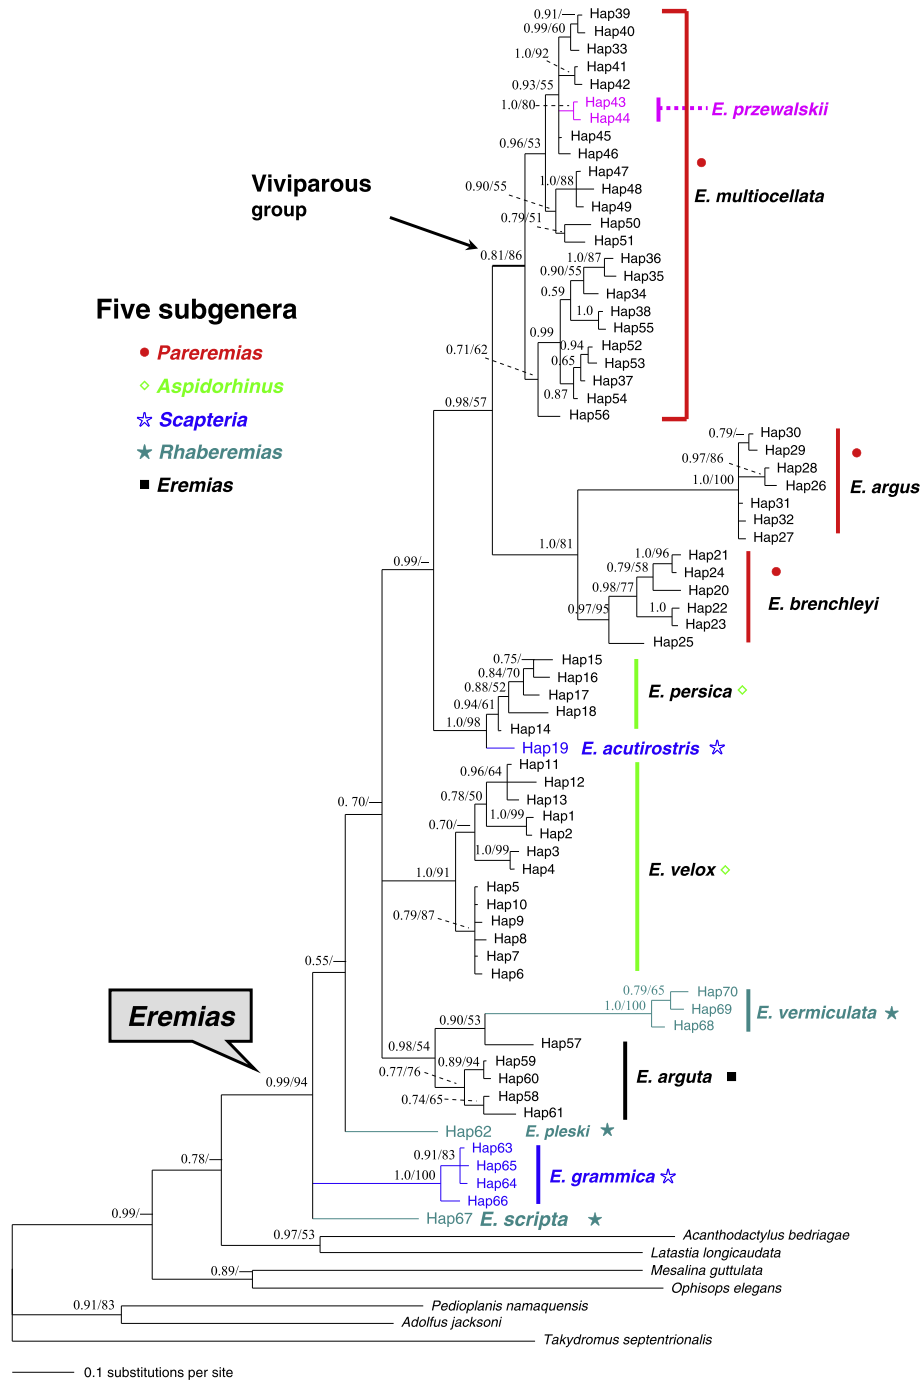 0.91/—
Hap39
0.99/60
Hap40
Hap33
1.0/92
Hap41
Hap42
0.93/55
1.0/80
Hap43
E. przewalskii
Hap44
Hap45
0.96/53
Hap46
Viviparous
group
Hap47
0.90/55
1.0/88
Hap48
E. multiocellata
Hap49
0.79/51
Hap50
Hap51
0.81/86
1.0/87
Hap36
0.90/55
Hap35
0.59
Hap34
1.0
Hap38
Hap55
0.99
0.94
Hap52
0.71/62
0.65
Hap53
Hap37
0.87
Hap54
Hap56
Five subgenera
Pareremias
Aspidorhinus
Scapteria
Rhaberemias
Eremias
0.98/57
0.79/—
Hap30
Hap29
0.97/86
Hap28
1.0/100
Hap26
E. argus
Hap31
Hap32
Hap27
1.0/81
1.0/96
Hap21
0.79/58
Hap24
0.98/77
Hap20
E. brenchleyi
0.97/95
1.0
Hap22
Hap23
Hap25
0.99/—
0.75/—
Hap15
0.84/70
Hap16
0.88/52
Hap17
E. persica
0.94/61
Hap18
1.0/98
Hap14
Hap19
E. acutirostris
0.96/64
Hap11
Hap12
0.78/50
Hap13
0. 70/—
1.0/99
Hap1
0.70/—
Hap2
1.0/99
Hap3
Hap4
E. velox
1.0/91
Hap5
Hap10
0.79/87
Hap9
Hap8
Hap7
Hap6
0.55/—
0.79/65
Hap70
1.0/100
Hap69
E. vermiculata
Hap68
Eremias
0.90/53
Hap57
0.98/54
0.89/94
Hap59
0.77/76
Hap60
E. arguta
0.74/65
Hap58
Hap61
0.99/94
Hap62
E. pleski
0.91/83
Hap63
Hap65
1.0/100
Hap64
E. grammica
Hap66
0.78/—
Hap67
E. scripta
0.99/—
0.97/53
Acanthodactylus bedriagae
Latastia longicaudata
0.89/—
Mesalina guttulata
Ophisops elegans
0.91/83
Pedioplanis namaquensis
Adolfus jacksoni
Takydromus septentrionalis
0.1 substitutions per site